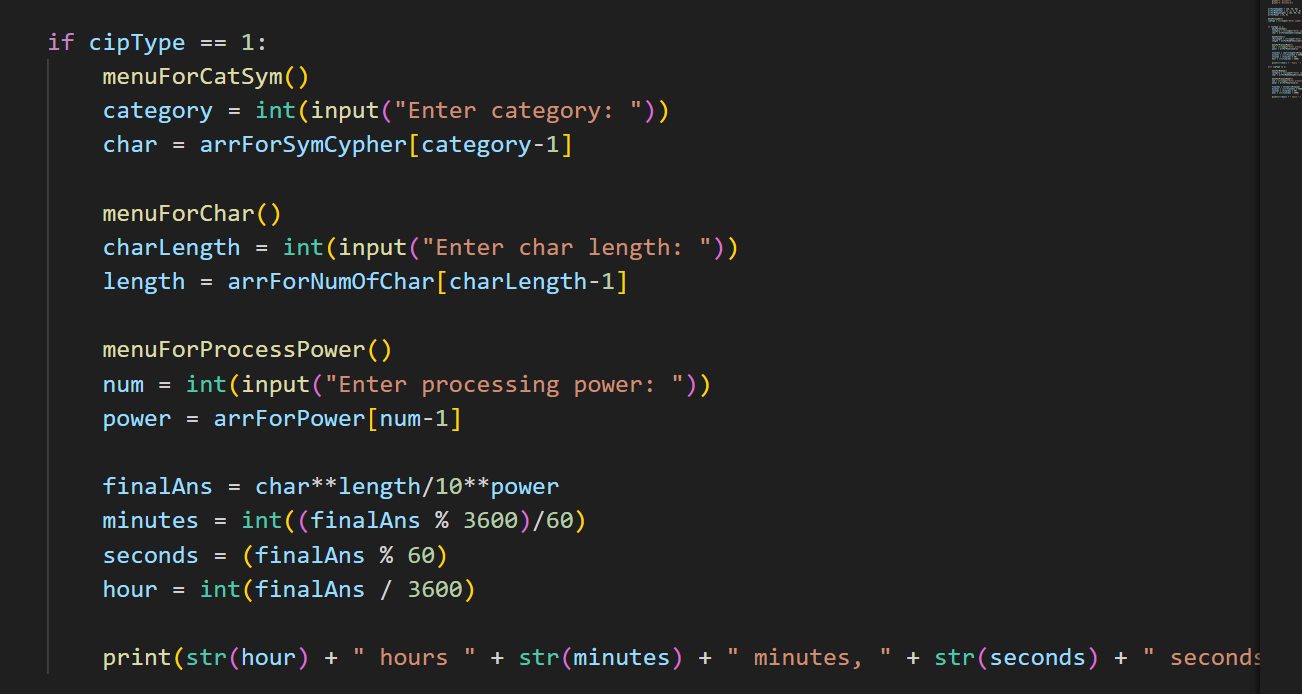 if cipType == 1:
    menuForCatSym()
    category = int(input("Enter category: "))
    char = arrForSymCypher[category-1]

    menuForChar()
    charLength = int(input("Enter char length: "))
    length = arrForNumOfChar[charLength-1]

    menuForProcessPower()
    num = int(input("Enter processing power: "))
    power = arrForPower[num-1]

    finalAns = char**length/10**power
    minutes = int((finalAns % 3600)/60)
    seconds = (finalAns % 60)
    hour = int(finalAns / 3600)

    print(str(hour) + " hours " + str(minutes) + " minutes, " + str(seconds) + " seconds